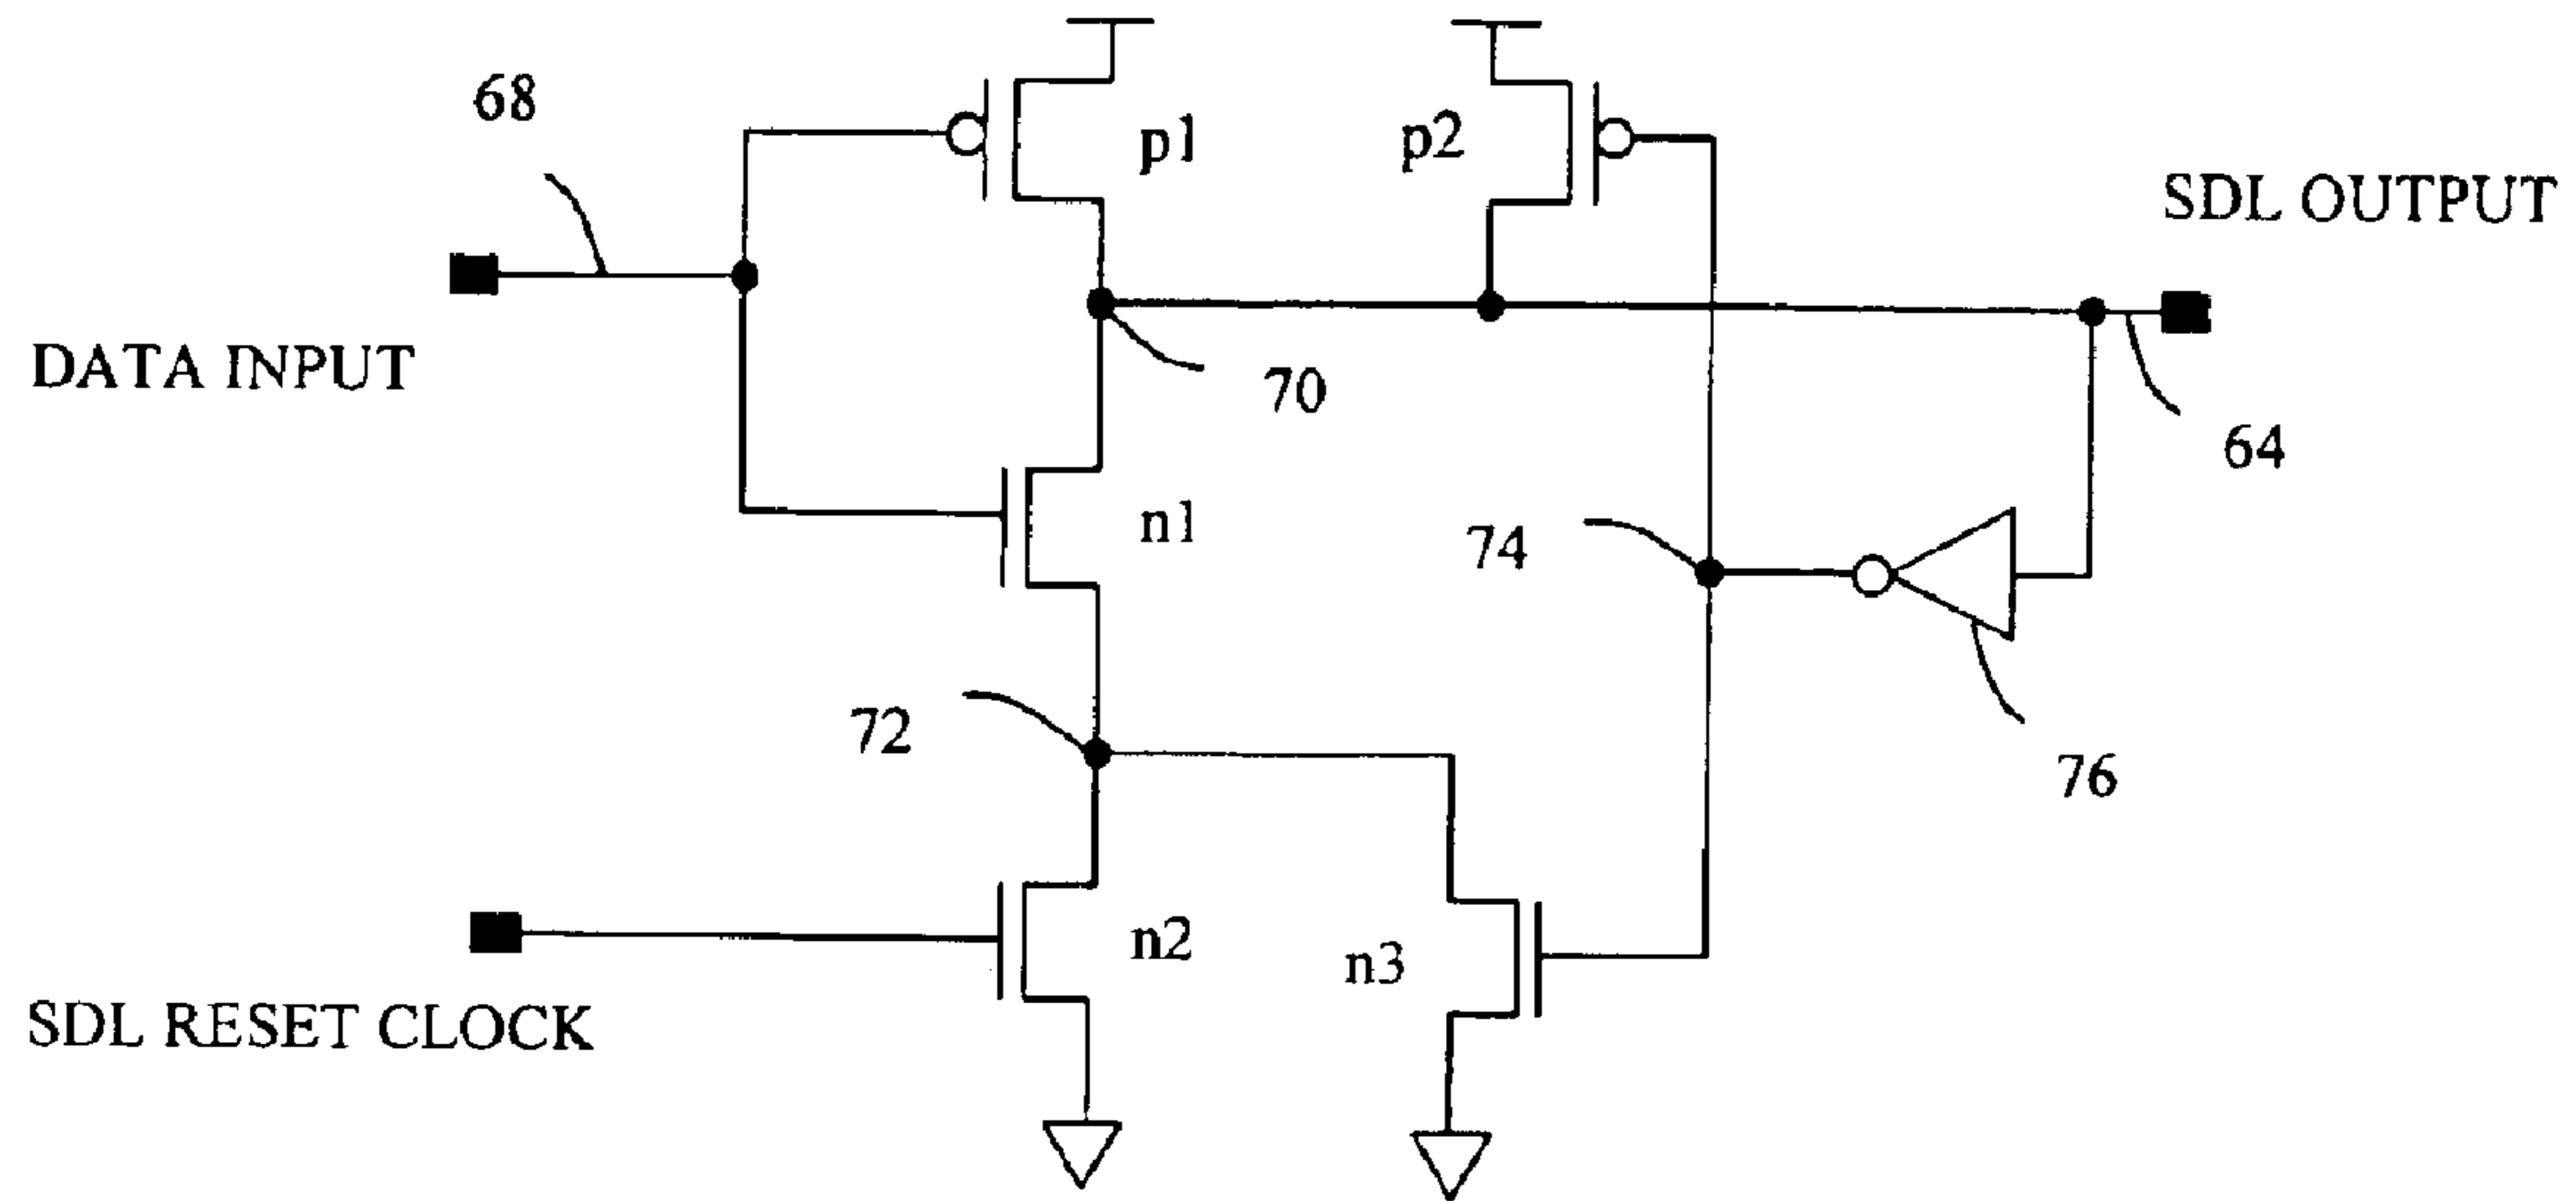 68
p1
p2
SDL OUTPUT
DATA INPUT
70
64
n1
74
72
76
n2
n3
SDL RESET CLOCK